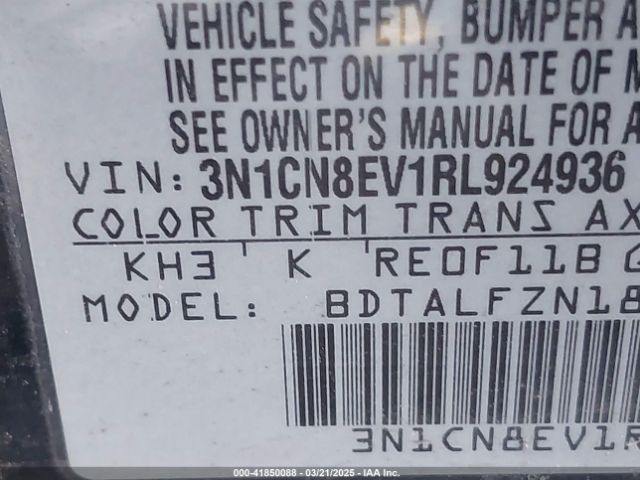 VEHICLE SAFETY, BUMPER A
IN EFFECT ON THE DATE OF M
SEE OWNER'S MANUAL FOR A
VIN: 3N1CN8EV1RL924936
COLOR TRIM TRANS AX
KH3 K RE0F11B
MODEL: BDTALFZN18
3N1CN8EV1R
000-41850088 - 03/21/2025 - IAA Inc.